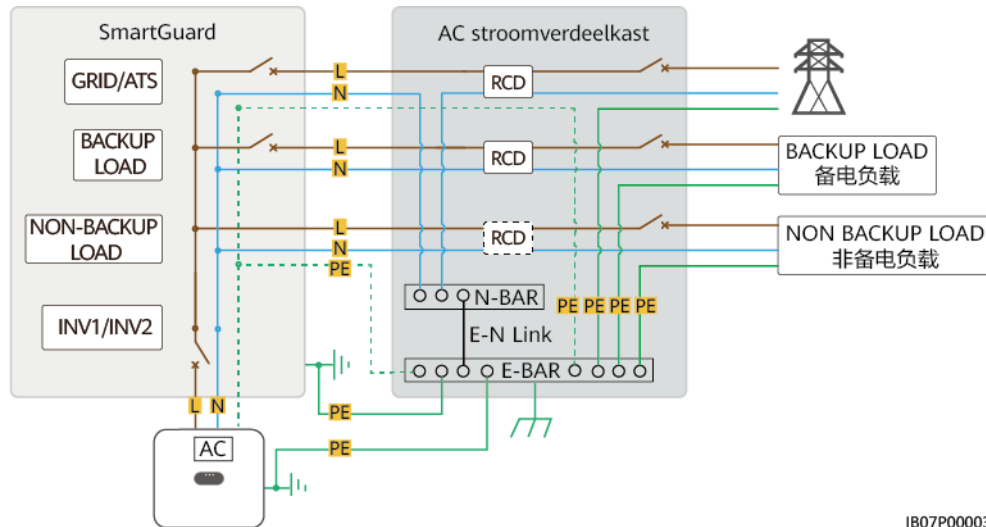 SmartGuard
AC stroomverdeelkast
GRID/ATS
L
N
RCD
BACKUP
LOAD
L
N
RCD
BACKUP LOAD
备电负载
NON-BACKUP
LOAD
L
N
PE
RCD
NON BACKUP LOAD
非备电负载
INV1/INV2
N-BAR
PE
PE
PE
PE
E-N Link
E-BAR
L
N
PE
AC
PE
IB07P00003